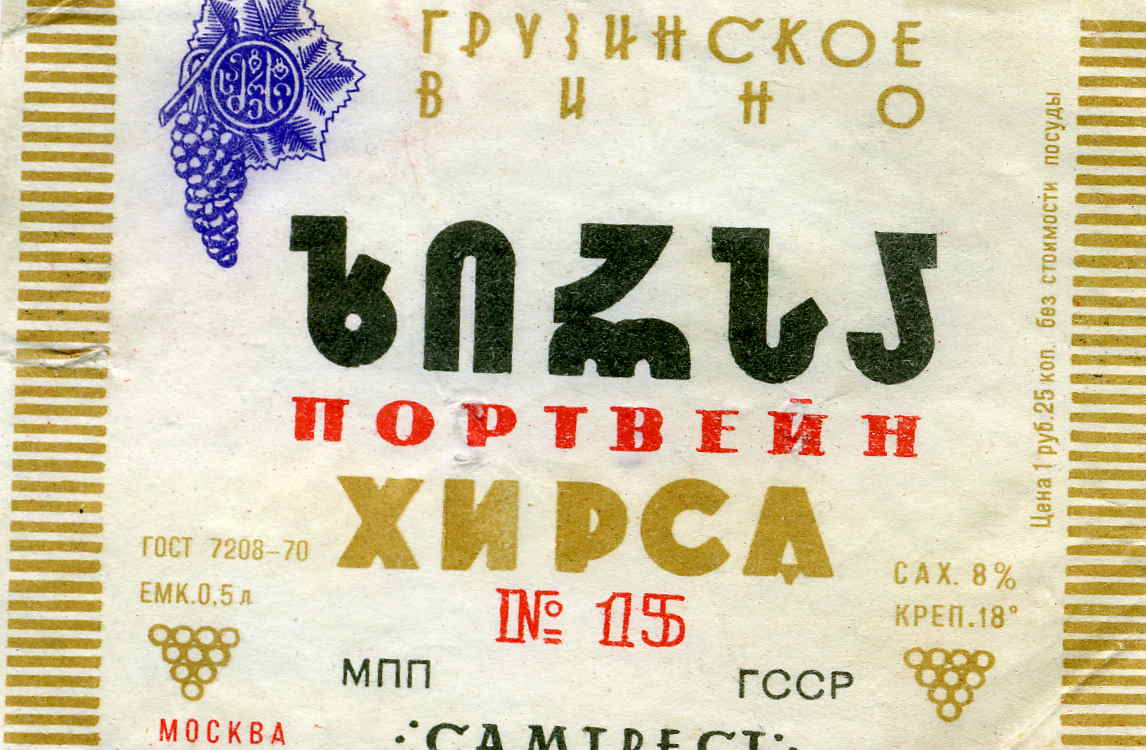 ГРУЗИНСКОЕ
ВИНО
ხირსა
ПОРТВЕЙН
ХИРСА
№ 15
ГОСТ 7208-70
ЕМК.0,5 л
САХ. 8%
КРЕП.18°
МПП ГССР
МОСКВА
"САМТРЕСТ"
Цена 1 руб.25 коп. без стоимости посуды